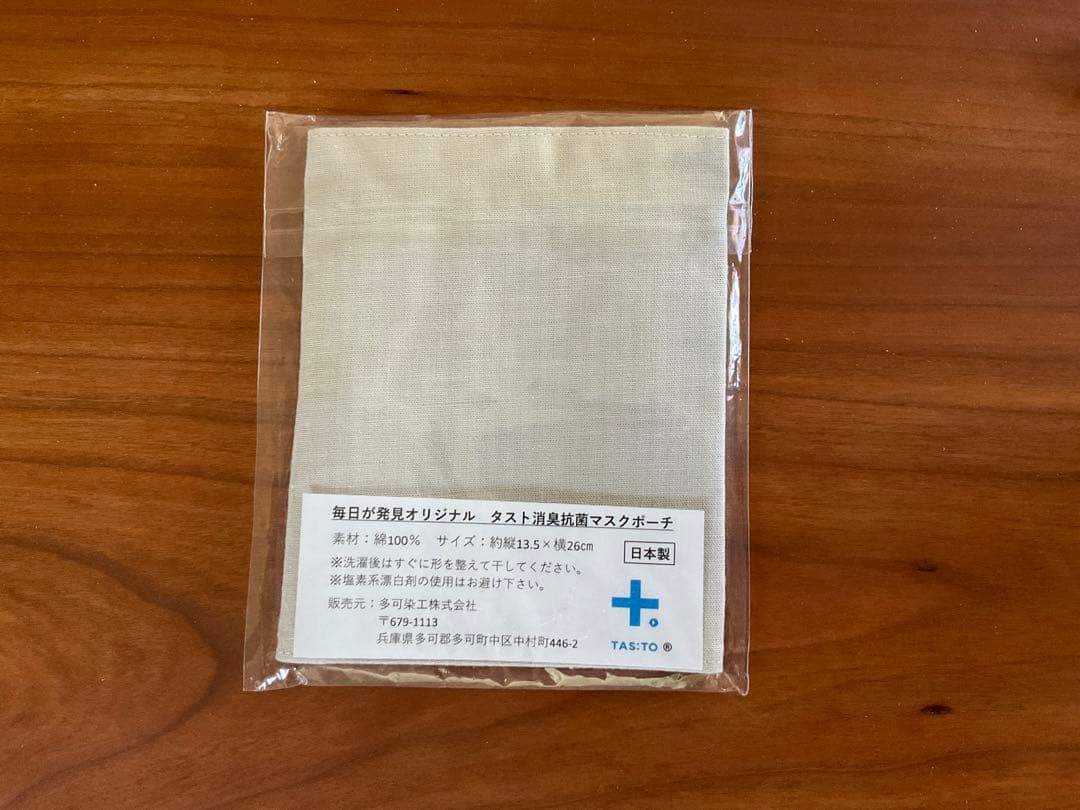 毎日が発見オリジナル　タスト消臭抗菌マスクポーチ
素材：綿100％　サイズ：約縦13.5×横26㎝
日本製
※洗濯後はすぐに形を整えて干してください。
※塩素系漂白剤の使用はお避け下さい。
販売元：多可染工株式会社
〒679-1113
兵庫県多可郡多可町中区中村町446-2
TAS:TO ®